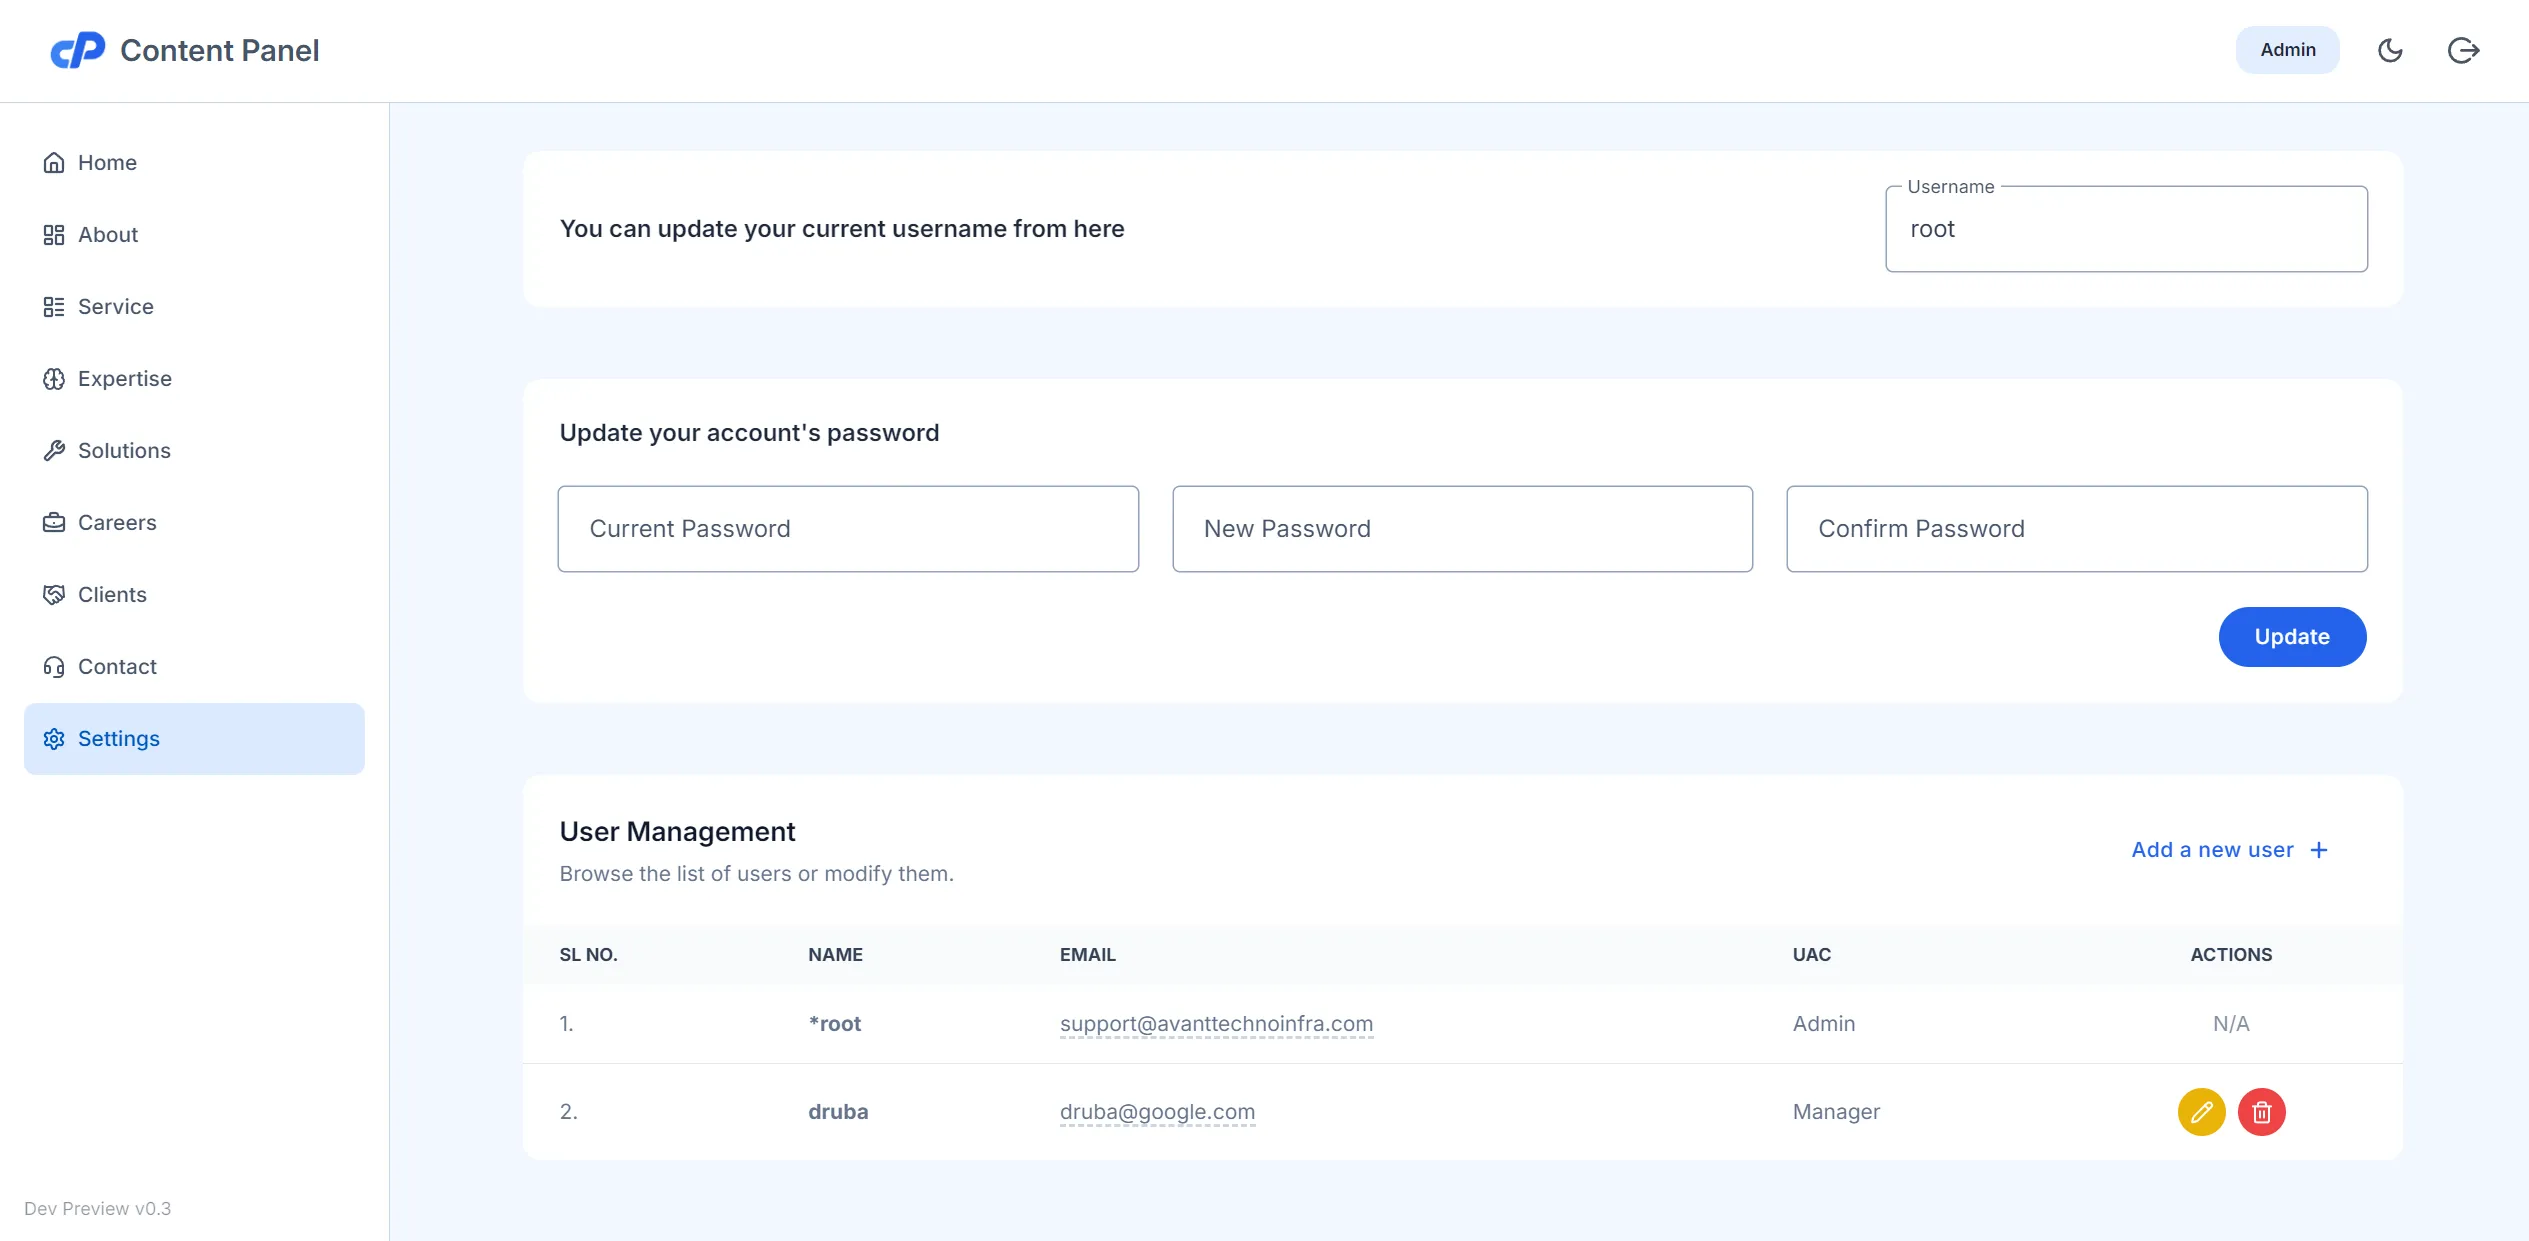 Content Panel
Admin
Home
About
Service
Expertise
Solutions
Careers
Clients
Contact
Settings
Dev Preview v0.3
You can update your current username from here
Username
root
Update your account's password
Current Password
New Password
Confirm Password
Update
User Management
Browse the list of users or modify them.
Add a new user +
SL NO. NAME EMAIL UAC ACTIONS
1. *root support@avanttechnoinfra.com Admin N/A
2. druba druba@google.com Manager